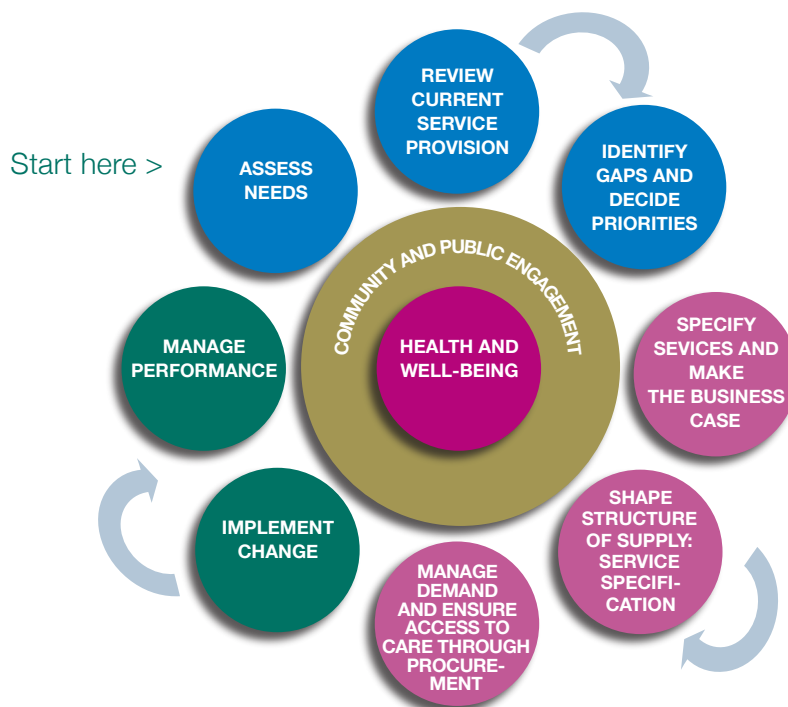 Start here >
ASSESS
NEEDS
REVIEW
CURRENT
SERVICE
PROVISION
IDENTIFY
GAPS AND
DECIDE
PRIORITIES
SPECIFY
SEVICES AND
MAKE
THE BUSINESS
CASE
SHAPE
STRUCTURE
OF SUPPLY:
SERVICE
SPECIFI-
CATION
MANAGE
DEMAND
AND ENSURE
ACCESS TO
CARE THROUGH
PROCURE-
MENT
IMPLEMENT
CHANGE
MANAGE
PERFORMANCE
COMMUNITY AND PUBLIC ENGAGEMENT
HEALTH AND
WELL-BEING